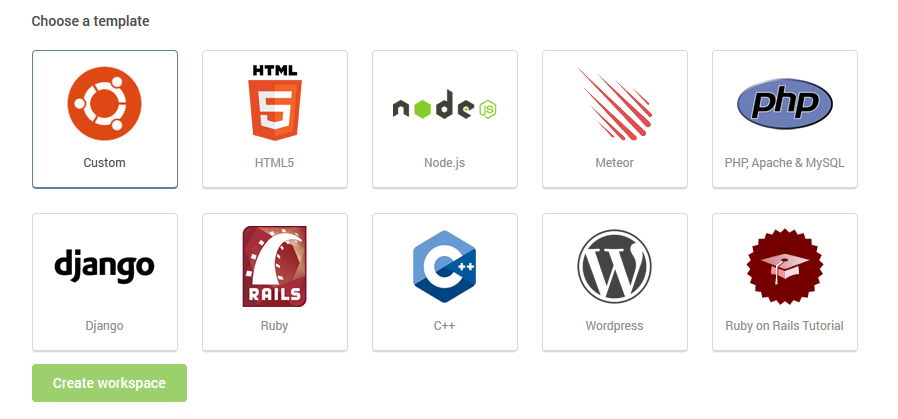 Choose a template
HTML
5
node
JS
php
Custom
HTML5
Node.js
Meteor
PHP, Apache & MySQL
django
RAILS
C++
W
Django
Ruby
C++
Wordpress
Ruby on Rails Tutorial
Create workspace